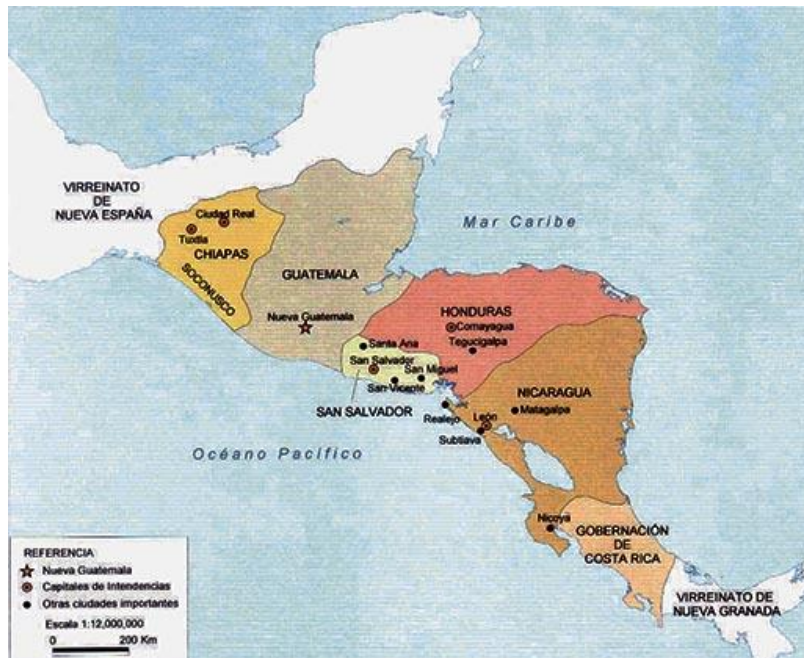 VIRREINATO
DE
NUEVA ESPAÑA
Ciudad Real
Tuxtla
CHIAPAS
SOCONUSCO
Mar Caribe
GUATEMALA
Nueva Guatemala
HONDURAS
Comayagua
Tegucigalpa
Santa Ana
San Salvador
San Miguel
San Vicente
SAN SALVADOR
NICARAGUA
Matagalpa
Realejo
León
Subtiava
Océano Pacífico
Nicoya
GOBERNACIÓN
DE
COSTA RICA
VIRREINATO DE
NUEVA GRANADA
REFERENCIA
Nueva Guatemala
Capitales de Intendencias
Otras ciudades importantes
Escala 1:12,000,000
0 200 Km